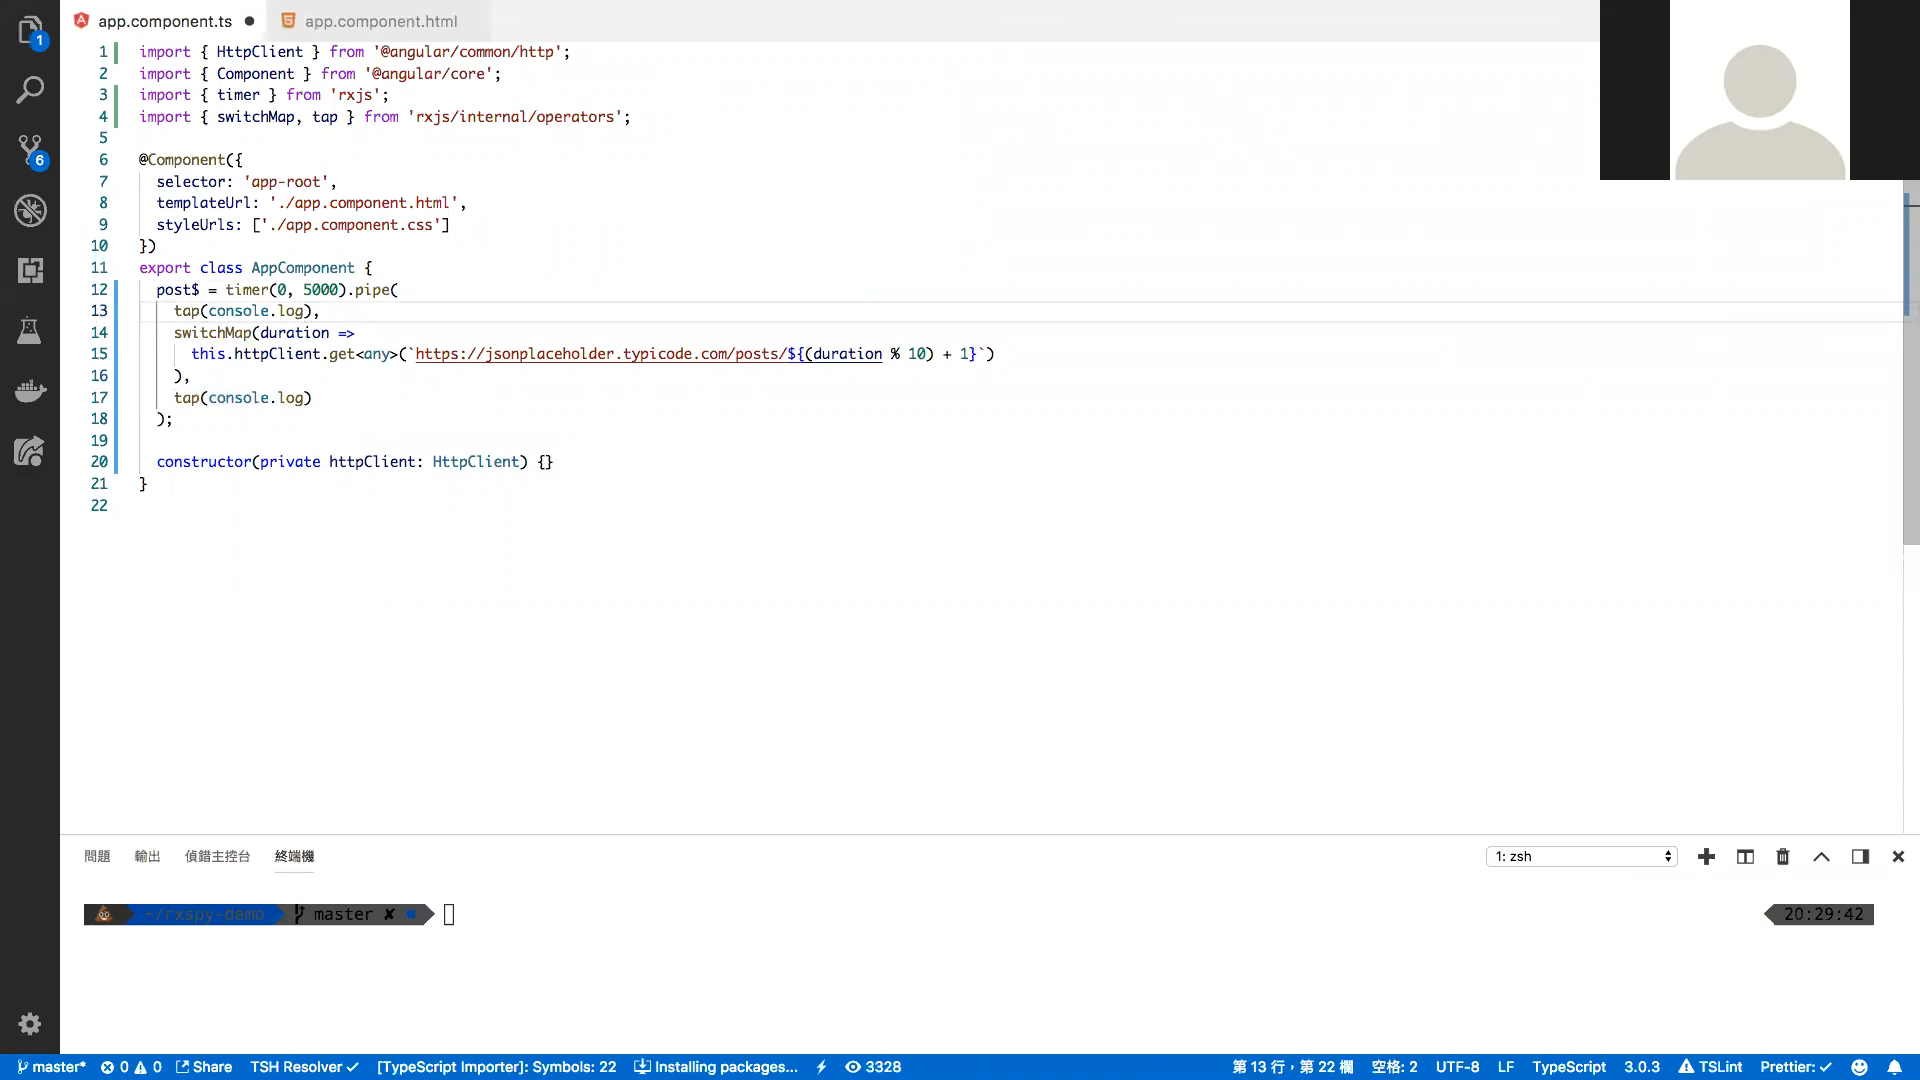 app.component.ts ● app.component.html
1 import { HttpClient } from '@angular/common/http';
2 import { Component } from '@angular/core';
3 import { timer } from 'rxjs';
4 import { switchMap, tap } from 'rxjs/internal/operators';
5
6 @Component({
7 selector: 'app-root',
8 templateUrl: './app.component.html',
9 styleUrls: ['./app.component.css']
10 })
11 export class AppComponent {
12 post$ = timer(0, 5000).pipe(
13 tap(console.log),
14 switchMap(duration =>
15 this.httpClient.get<any>(`https://jsonplaceholder.typicode.com/posts/${(duration % 10) + 1}`)
16 ),
17 tap(console.log)
18 );
19
20 constructor(private httpClient: HttpClient) {}
21 }
22
1
6
問題 輸出 偵錯主控台 終端機 1: zsh
~/rxspy-demo master ✘ 20:29:42
master* 0 0 Share TSH Resolver ✓ [TypeScript Importer]: Symbols: 22 Installing packages... 3328 第 13 行，第 22 欄 空格: 2 UTF-8 LF TypeScript 3.0.3 TSLint Prettier: ✓